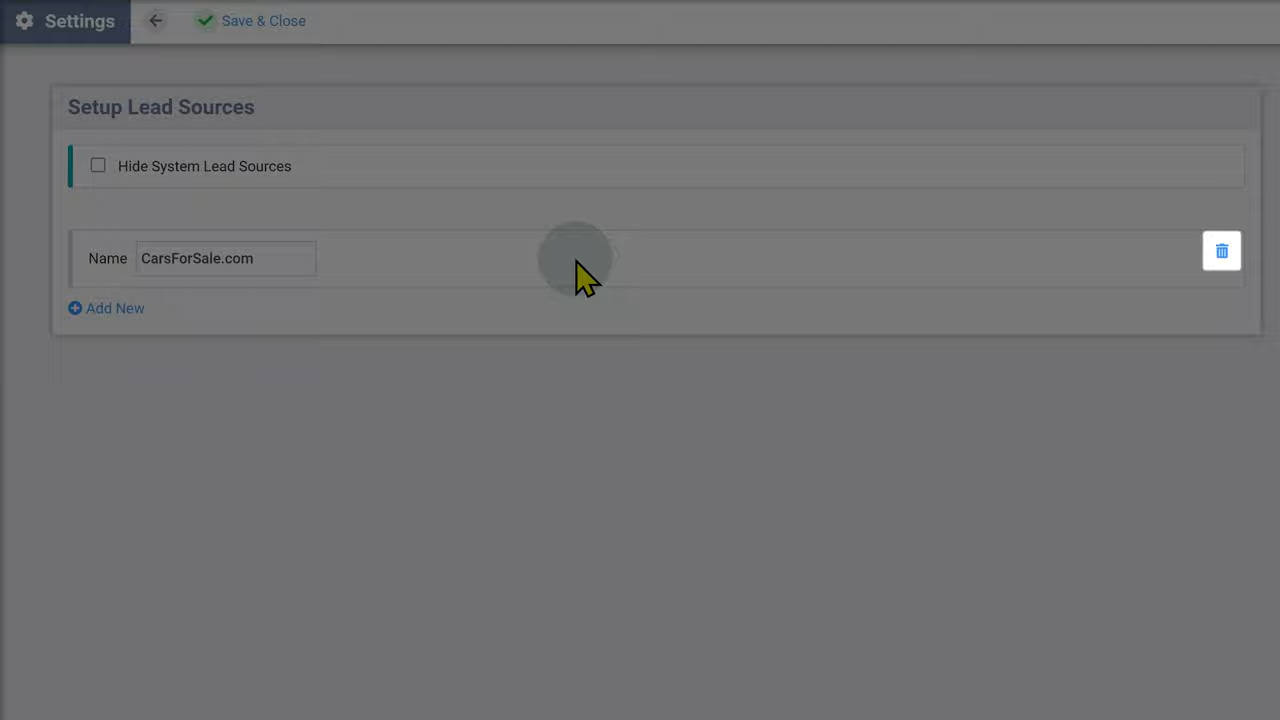 Settings
Save & Close
Setup Lead Sources
Hide System Lead Sources
Name CarsForSale.com
Add New